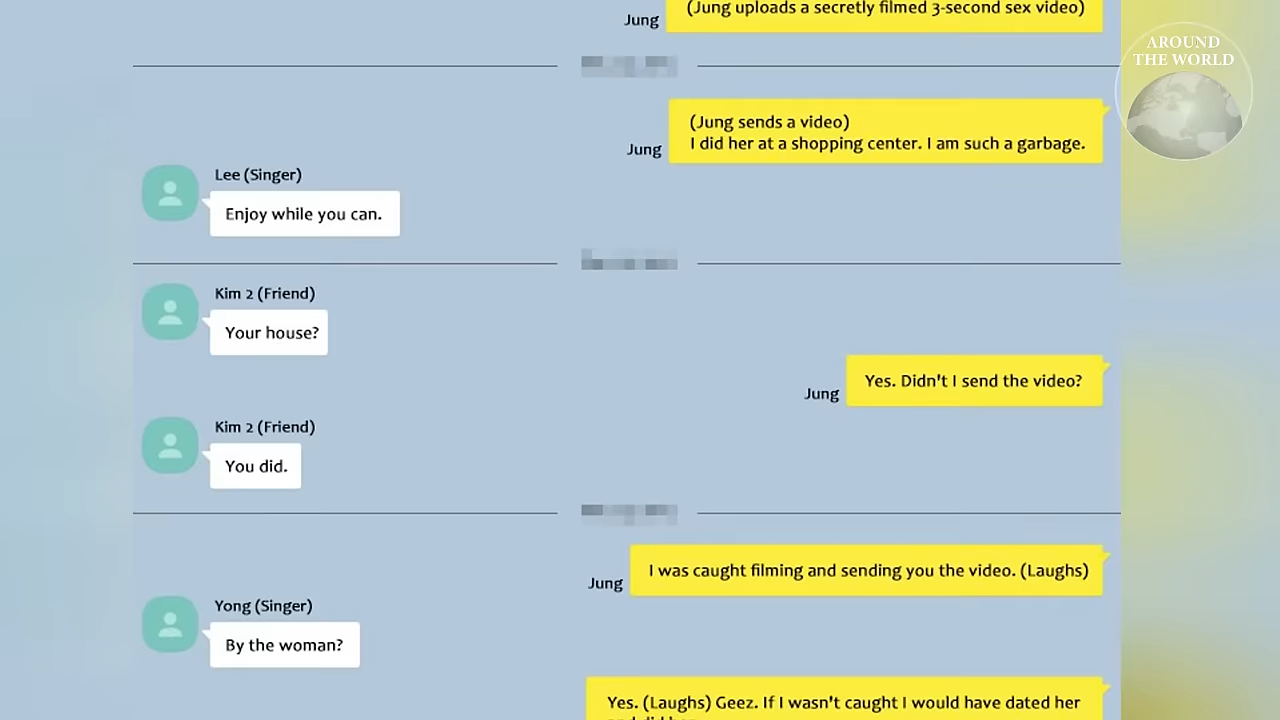 (Jung uploads a secretly filmed 3-second sex video)
Jung
AROUND
THE WORLD
(Jung sends a video)
I did her at a shopping center. I am such a garbage.
Jung
Lee (Singer)
Enjoy while you can.
Kim 2 (Friend)
Your house?
Yes. Didn't I send the video?
Jung
Kim 2 (Friend)
You did.
I was caught filming and sending you the video. (Laughs)
Jung
Yong (Singer)
By the woman?
Yes. (Laughs) Geez. If I wasn't caught I would have dated her